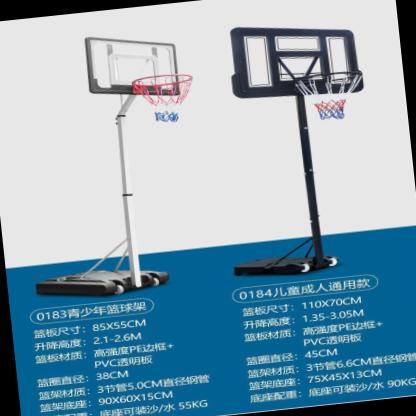 0183青少年篮球架
篮板尺寸：85X55CM
升降高度：2.1-2.6M
篮板材质：高强度PE边框+
PVC透明板
篮圈直径：38CM
篮架材质：3节管5.0CM直径钢管
篮架底座：90X60X15CM
底座配重：底座可装沙/水 55KG
0184儿童成人通用款
篮板尺寸：110X70CM
升降高度：1.35-3.05M
篮板材质：高强度PE边框+
PVC透明板
篮圈直径：45CM
篮架材质：3节管6.6CM直径钢管
篮架底座：75X45X13CM
底座配重：底座可装沙/水 90KG